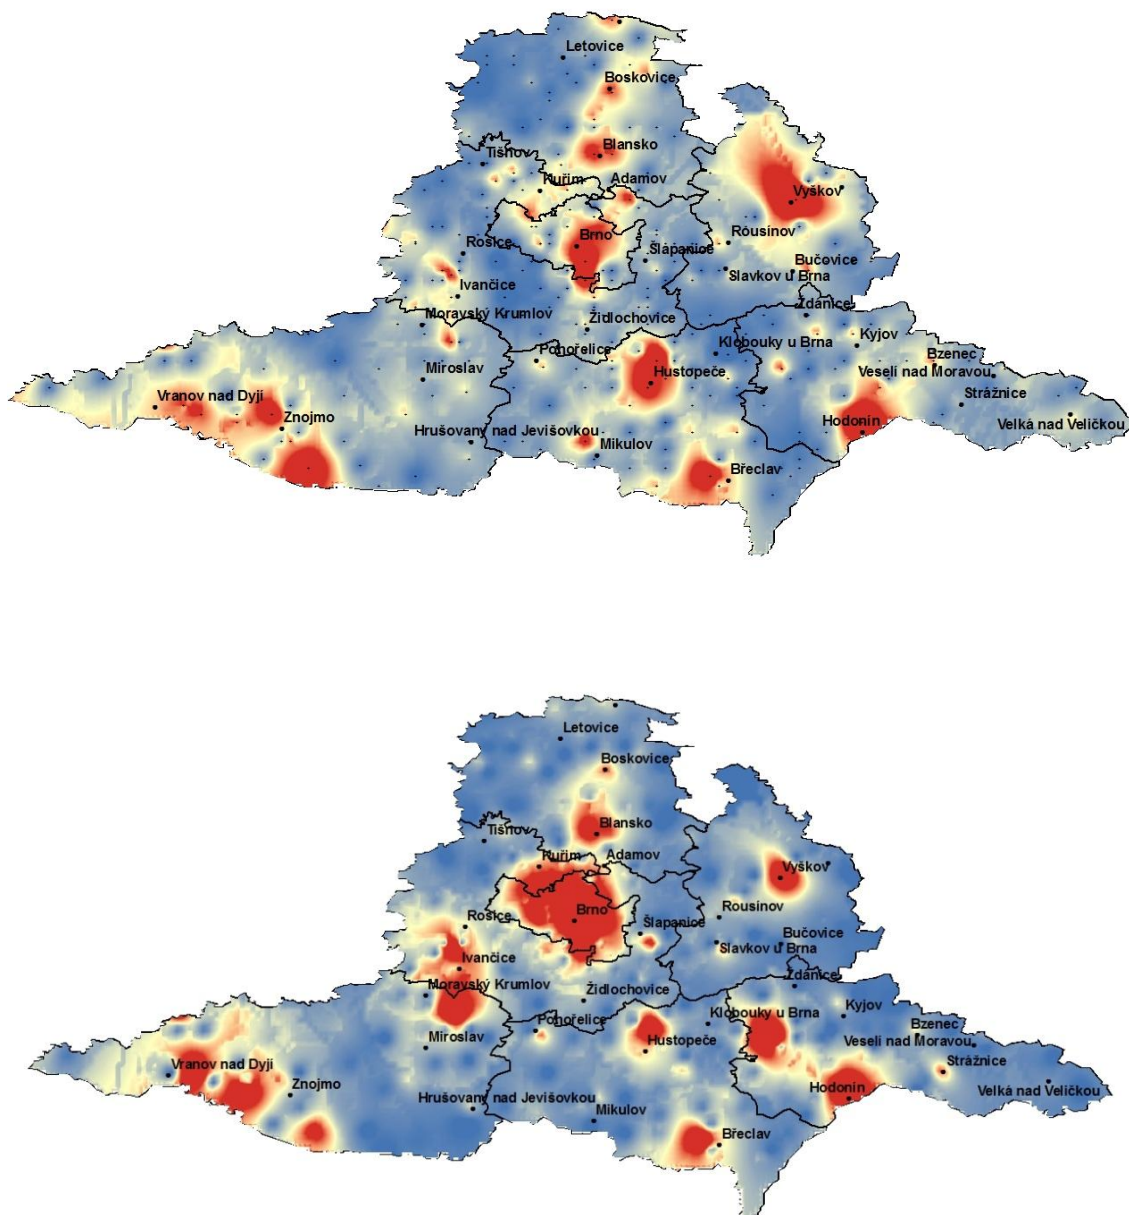 Letovice
Boskovice
Blansko
Tišnov
Kuřim
Adamov
Vyškov
Brno
Rousínov
Rosice
Šlapanice
Bučovice
Slavkov u Brna
Ivančice
Ždánice
Moravský Krumlov
Židlochovice
Kyjov
Klobouky u Brna
Pohořelice
Bzenec
Miroslav
Veselí nad Moravou
Hustopeče
Strážnice
Vranov nad Dyjí
Znojmo
Hodonín
Velká nad Veličkou
Hrušovany nad Jevišovkou
Mikulov
Břeclav
Letovice
Boskovice
Blansko
Tišnov
Kuřim
Adamov
Vyškov
Brno
Rousínov
Rosice
Šlapanice
Bučovice
Slavkov u Brna
Ivančice
Ždánice
Moravský Krumlov
Židlochovice
Kyjov
Klobouky u Brna
Pohořelice
Bzenec
Miroslav
Hustopeče
Veselí nad Moravou
Strážnice
Vranov nad Dyjí
Znojmo
Hodonín
Velká nad Veličkou
Hrušovany nad Jevišovkou
Mikulov
Břeclav